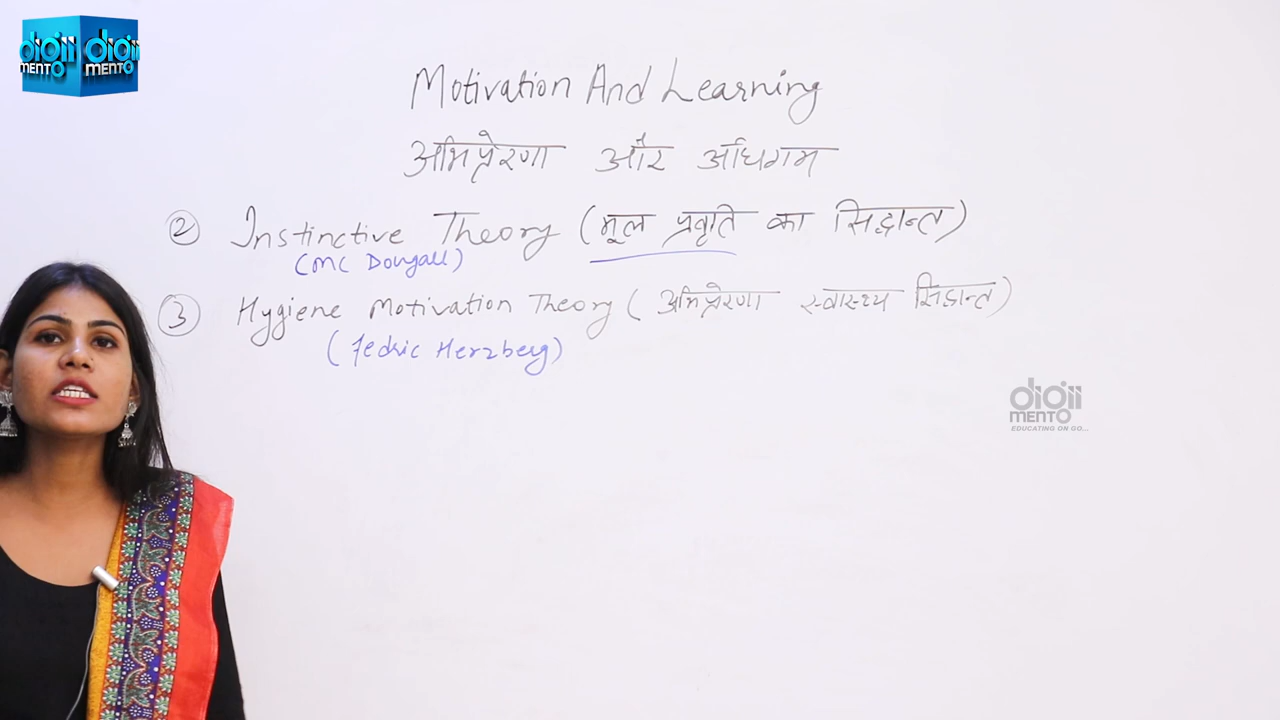 digii MENTO digii MENTO
Motivation And Learning
अभिप्रेरणा और अधिगम
② Instinctive Theory (मूल प्रवृति का सिद्धान्त)
(Mc Dougall)
③ Hygiene Motivation Theory (अभिप्रेरणा स्वास्थ्य सिद्धान्त)
(Fedric Herzberg)
digii
MENTO
EDUCATING ON GO...